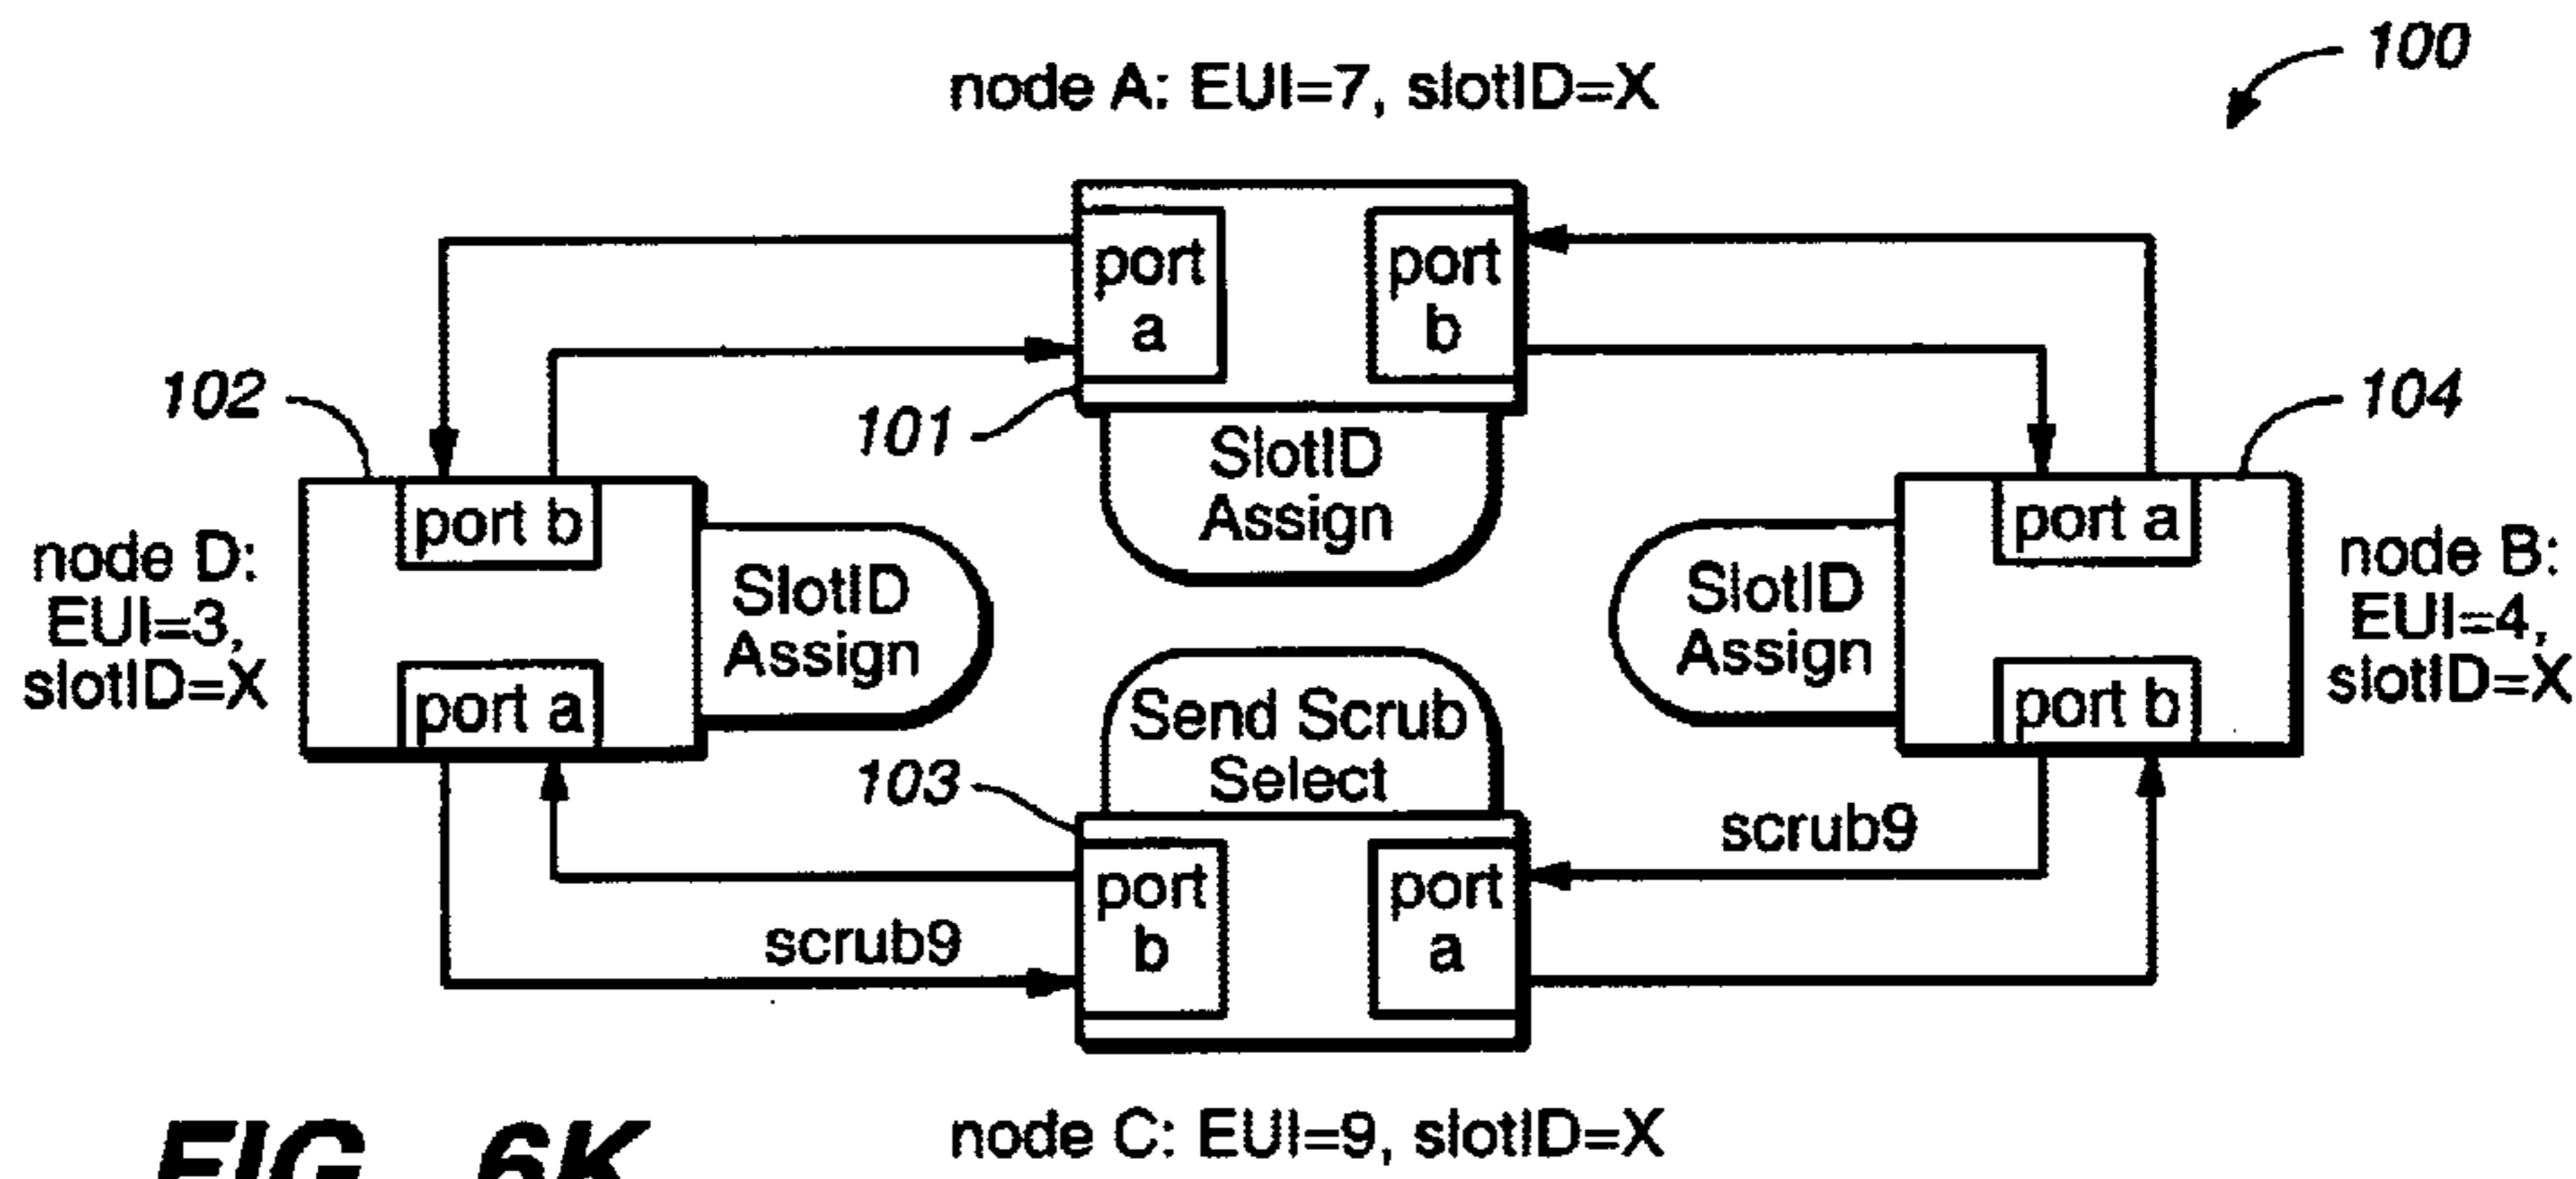 100
node A: EUI=7, slotID=X
port
a
port
b
101
SlotID
Assign
102
104
port b
port a
node D:
EUI=3,
slotID=X
SlotID
Assign
SlotID
Assign
node B:
EUI=4,
slotID=X
port a
port b
Send Scrub
Select
103
port
b
port
a
scrub9
scrub9
node C: EUI=9, slotID=X
FIG. 6K